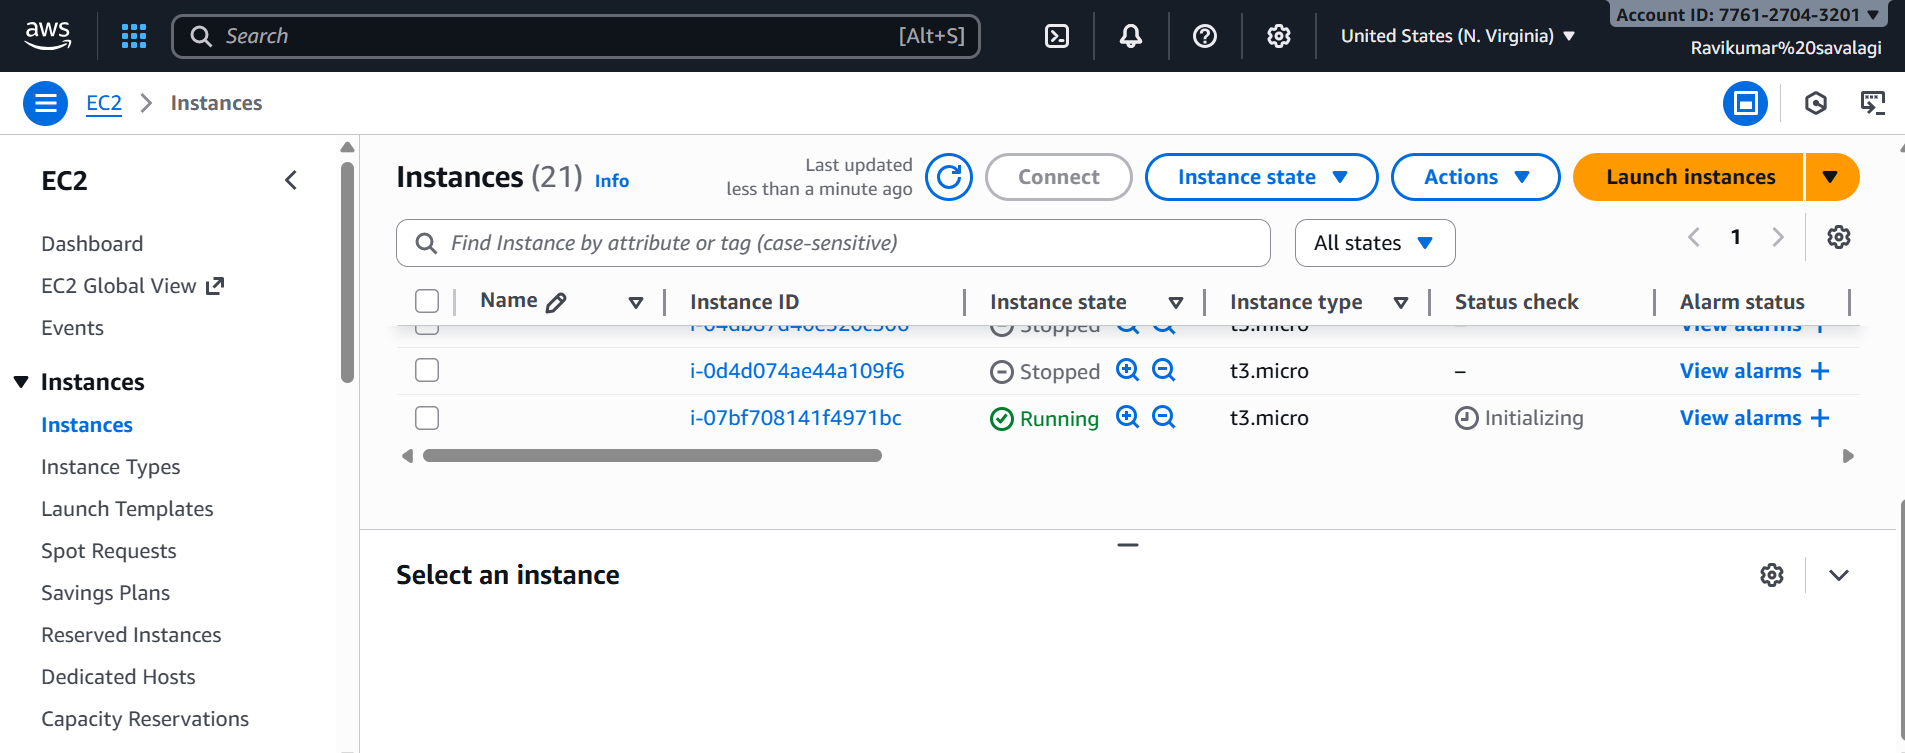 aws
Search [Alt+S]
United States (N. Virginia)
Account ID: 7761-2704-3201
Ravikumar%20savalagi
EC2 > Instances
EC2
Dashboard
EC2 Global View
Events
Instances
Instances
Instance Types
Launch Templates
Spot Requests
Savings Plans
Reserved Instances
Dedicated Hosts
Capacity Reservations
Instances (21) Info
Last updated
less than a minute ago
Connect
Instance state
Actions
Launch instances
Find Instance by attribute or tag (case-sensitive)
All states
1
Name Instance ID Instance state Instance type Status check Alarm status
Stopped t3.micro – View alarms +
i-0d4d074ae44a109f6 Stopped t3.micro – View alarms +
i-07bf708141f4971bc Running t3.micro Initializing View alarms +
Select an instance